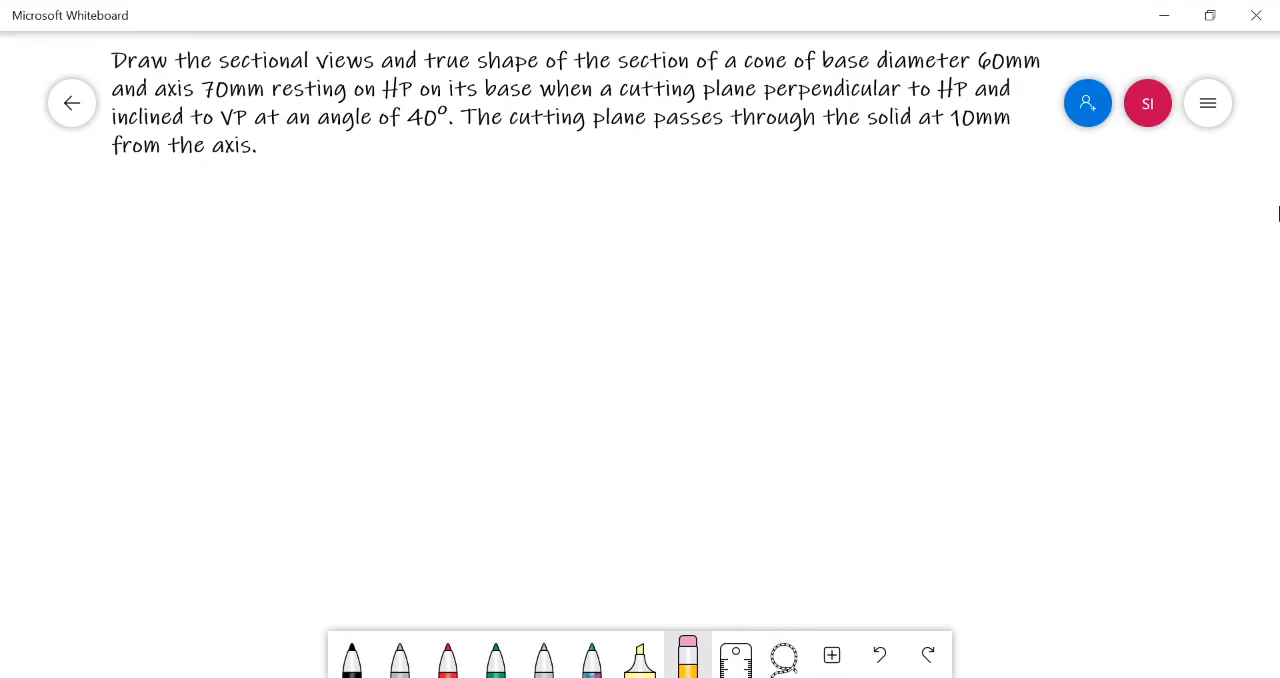 Microsoft Whiteboard
Draw the sectional views and true shape of the section of a cone of base diameter 60mm
and axis 70mm resting on HP on its base when a cutting plane perpendicular to HP and
inclined to VP at an angle of 40°. The cutting plane passes through the solid at 10mm
from the axis.
SI